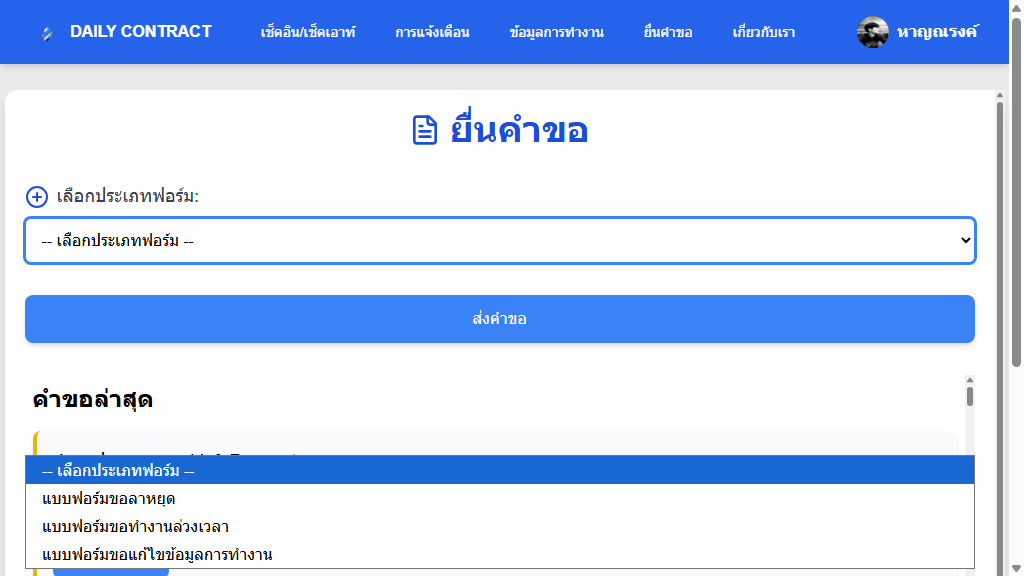 DAILY CONTRACT
เช็คอิน/เช็คเอาท์
การแจ้งเตือน
ข้อมูลการทำงาน
ยื่นคำขอ
เกี่ยวกับเรา
หาญณรงค์
ยื่นคำขอ
เลือกประเภทฟอร์ม:
-- เลือกประเภทฟอร์ม --
ส่งคำขอ
คำขอล่าสุด
-- เลือกประเภทฟอร์ม --
แบบฟอร์มขอลาหยุด
แบบฟอร์มขอทำงานล่วงเวลา
แบบฟอร์มขอแก้ไขข้อมูลการทำงาน